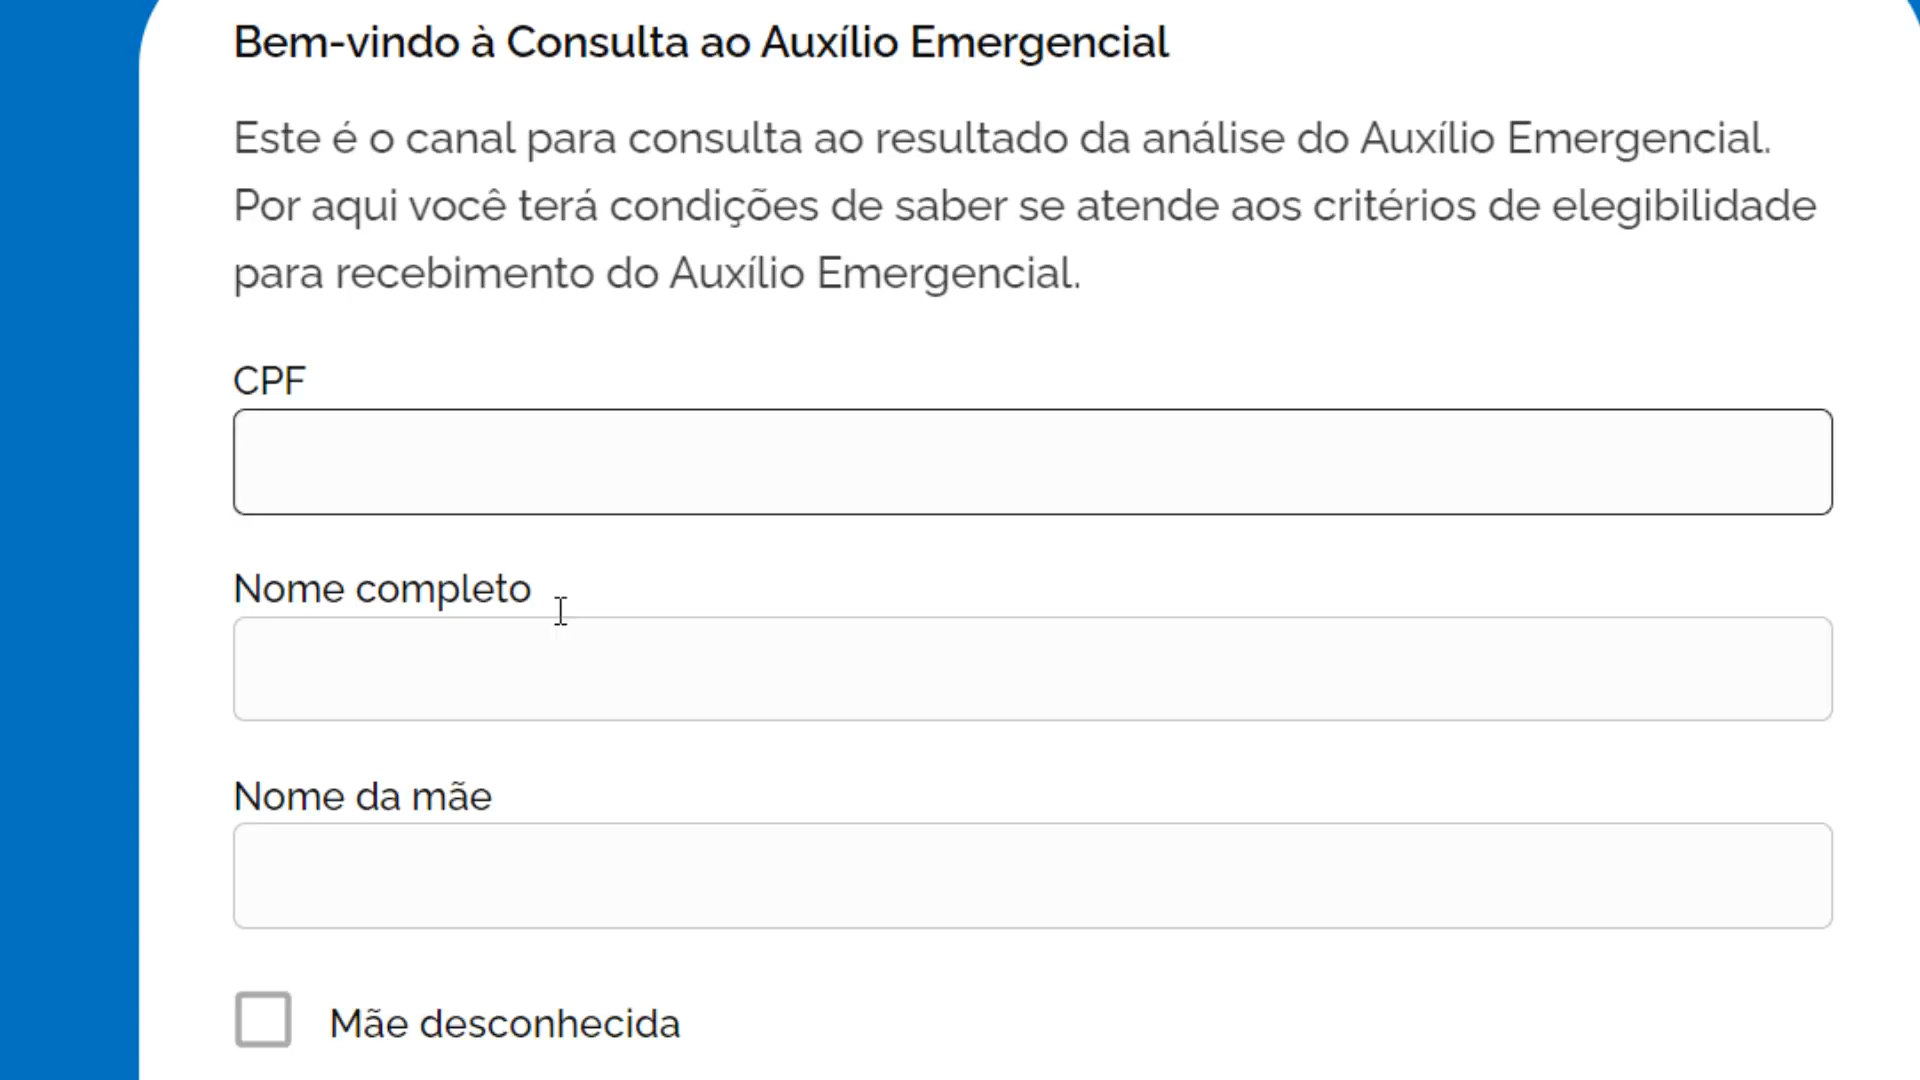 Bem-vindo à Consulta ao Auxílio Emergencial
Este é o canal para consulta ao resultado da análise do Auxílio Emergencial.
Por aqui você terá condições de saber se atende aos critérios de elegibilidade
para recebimento do Auxílio Emergencial.
CPF
Nome completo
Nome da mãe
Mãe desconhecida